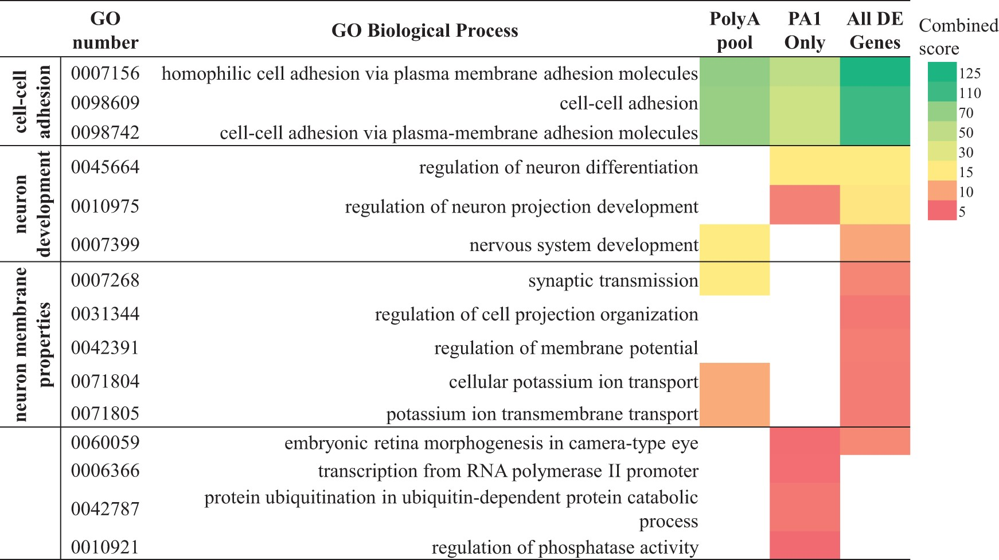 GO number
GO Biological Process
PolyA pool
PA1 Only
All DE Genes
Combined score
cell-cell adhesion
0007156 homophilic cell adhesion via plasma membrane adhesion molecules
0098609 cell-cell adhesion
0098742 cell-cell adhesion via plasma-membrane adhesion molecules
neuron development
0045664 regulation of neuron differentiation
0010975 regulation of neuron projection development
0007399 nervous system development
neuron membrane properties
0007268 synaptic transmission
0031344 regulation of cell projection organization
0042391 regulation of membrane potential
0071804 cellular potassium ion transport
0071805 potassium ion transmembrane transport
0060059 embryonic retina morphogenesis in camera-type eye
0006366 transcription from RNA polymerase II promoter
0042787 protein ubiquitination in ubiquitin-dependent protein catabolic
process
0010921 regulation of phosphatase activity
125
110
70
50
30
15
10
5